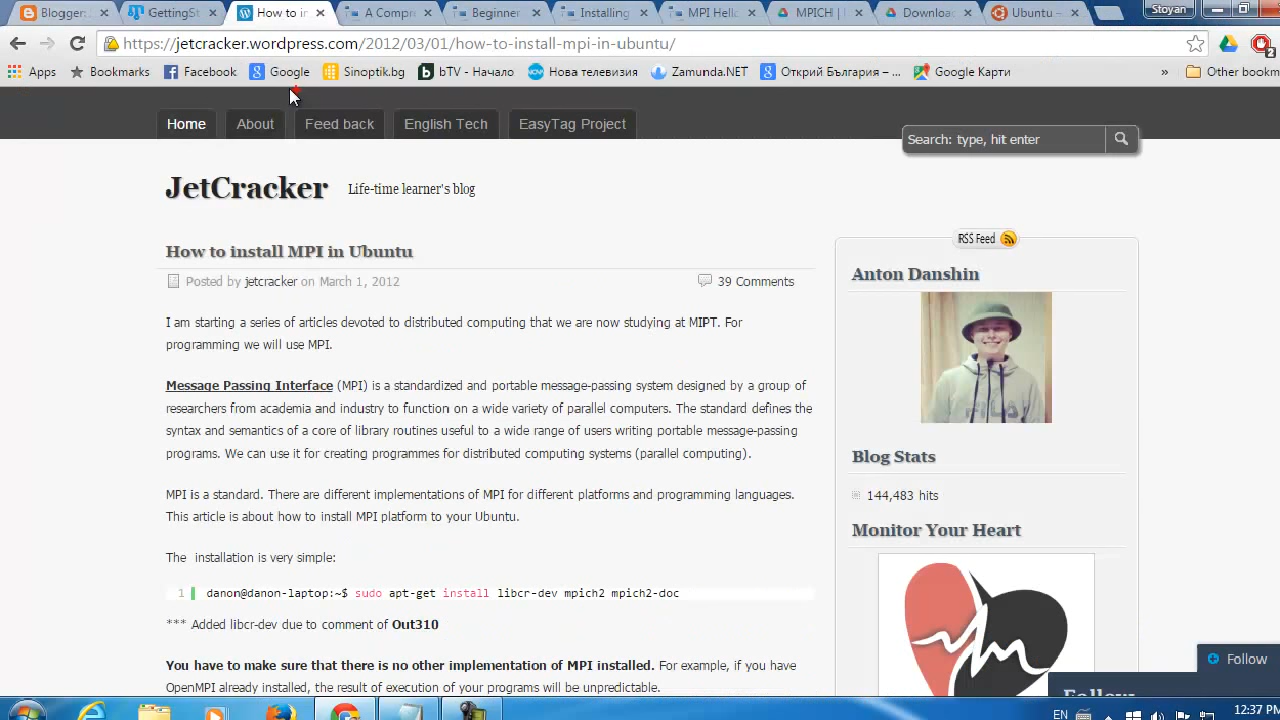 Blogger:
GettingSt
How to in
A Compr
Beginner
Installing
MPI Hello
MPICH |
Downloac
Ubuntu –
Stoyan
https://jetcracker.wordpress.com/2012/03/01/how-to-install-mpi-in-ubuntu/
2
Apps
Bookmarks
Facebook
Google
Sinoptik.bg
bTV - Начало
Нова телевизия
Zamunda.NET
Открий България – ...
Google Карти
»
Other bookm
Home
About
Feed back
English Tech
EasyTag Project
Search: type, hit enter
JetCracker
Life-time learner's blog
How to install MPI in Ubuntu
Posted by jetcracker on March 1, 2012
39 Comments
I am starting a series of articles devoted to distributed computing that we are now studying at MIPT. For
programming we will use MPI.
Message Passing Interface (MPI) is a standardized and portable message-passing system designed by a group of
researchers from academia and industry to function on a wide variety of parallel computers. The standard defines the
syntax and semantics of a core of library routines useful to a wide range of users writing portable message-passing
programs. We can use it for creating programmes for distributed computing systems (parallel computing).
MPI is a standard. There are different implementations of MPI for different platforms and programming languages.
This article is about how to install MPI platform to your Ubuntu.
The installation is very simple:
1 danon@danon-laptop:~$ sudo apt-get install libcr-dev mpich2 mpich2-doc
*** Added libcr-dev due to comment of Out310
You have to make sure that there is no other implementation of MPI installed. For example, if you have
OpenMPI already installed, the result of execution of your programs will be unpredictable.
RSS Feed
Anton Danshin
FILA
Blog Stats
144,483 hits
Monitor Your Heart
Follow
Follow
EN
12:37 PM